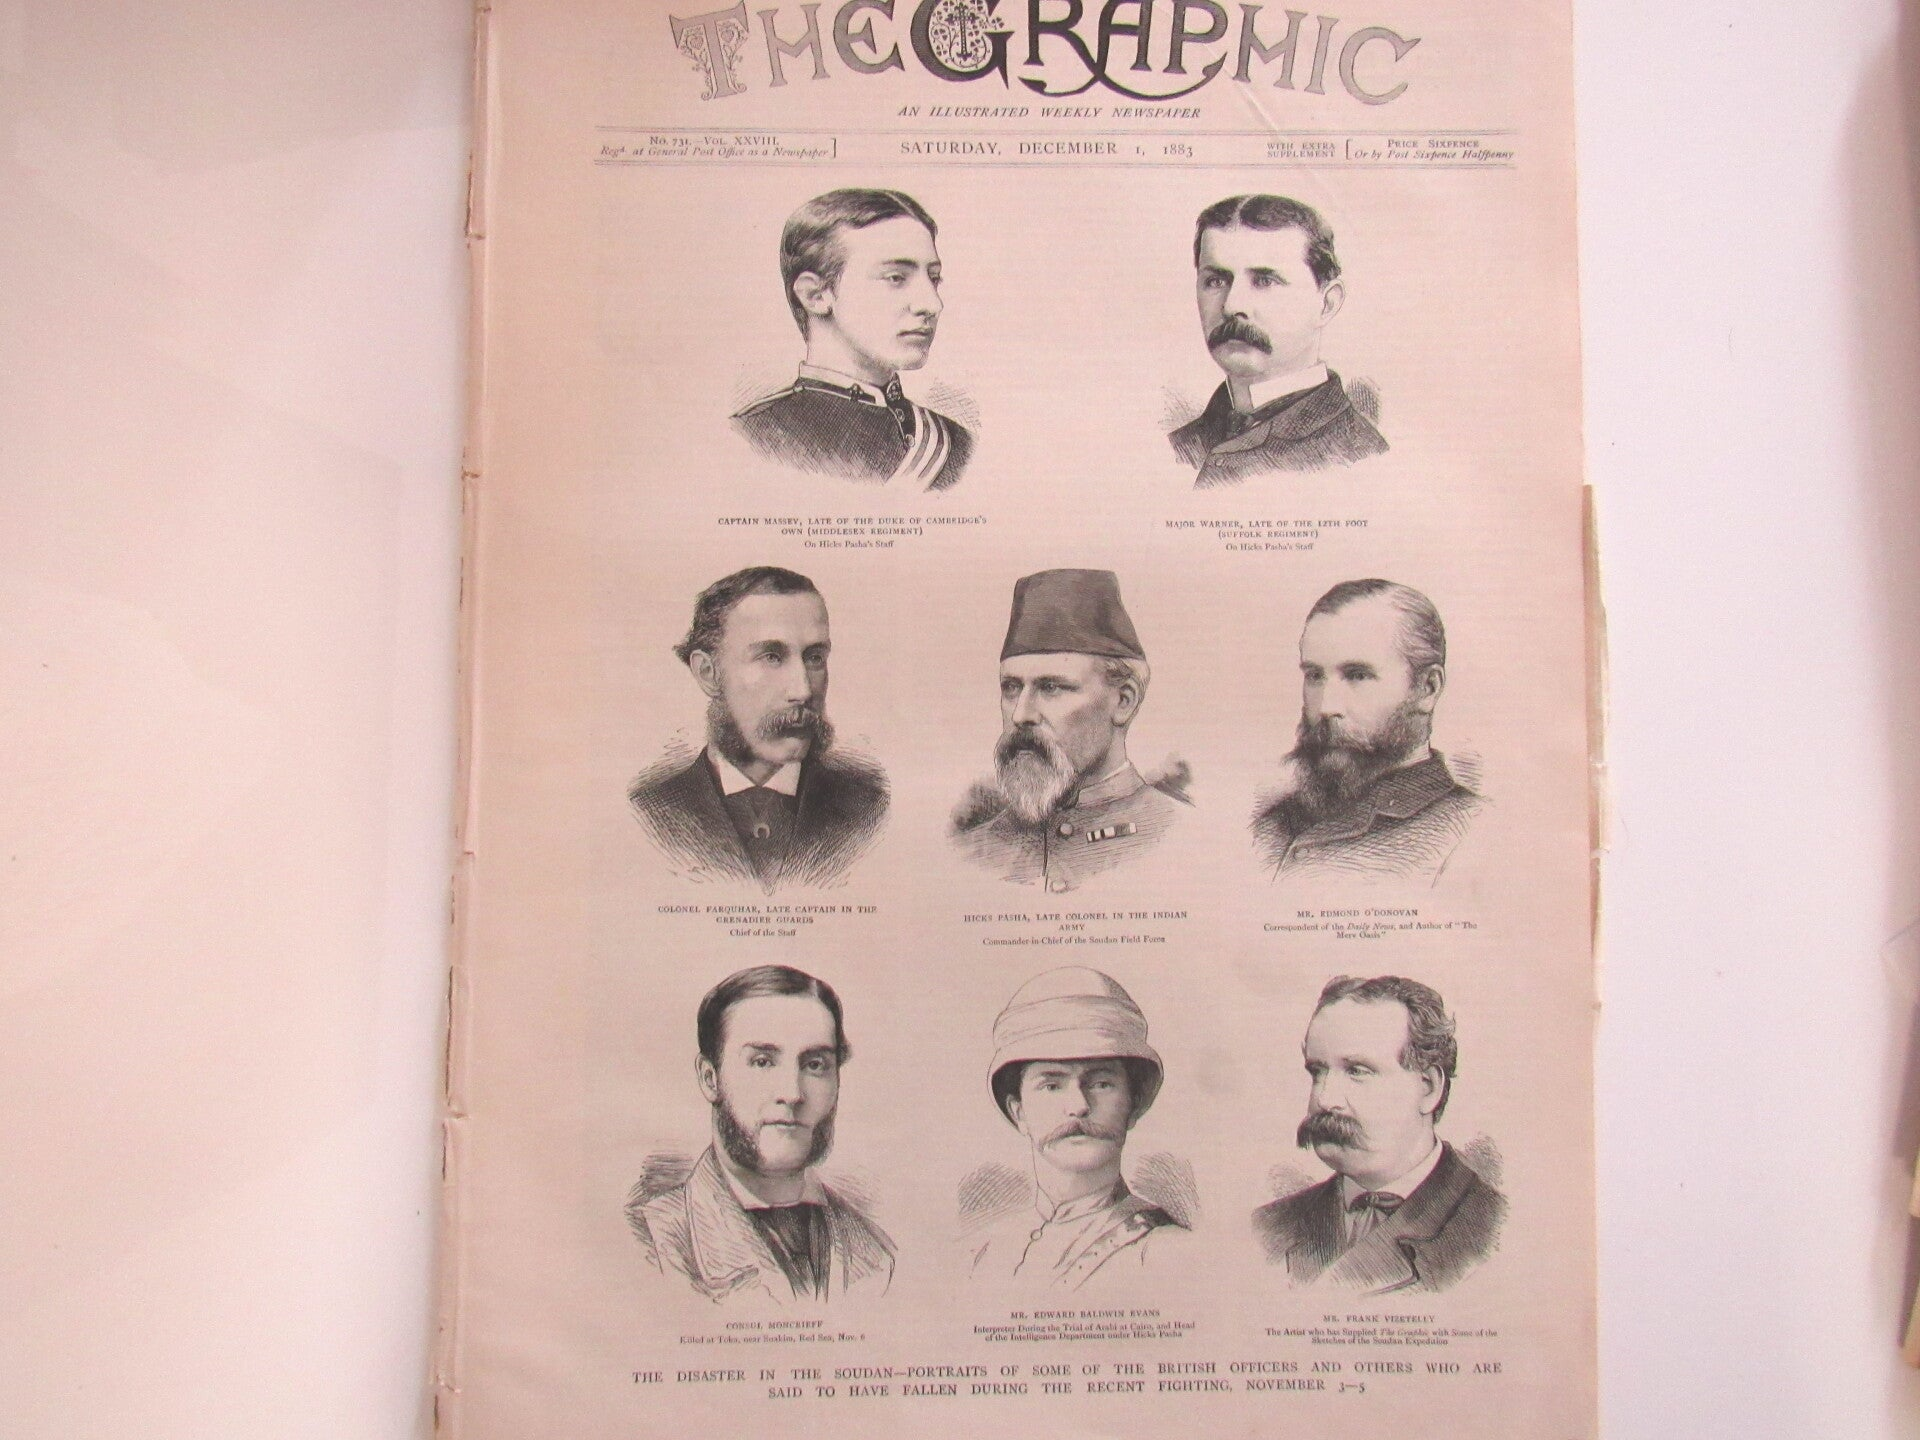 THE GRAPHIC
AN ILLUSTRATED WEEKLY NEWSPAPER
No. 731.—Vol. XXVIII.
Regd. at General Post Office as a Newspaper]
SATURDAY, DECEMBER 1, 1883
WITH EXTRA
SUPPLEMENT
[Price Sixpence
Or by Post Sixpence Halfpenny
CAPTAIN MASSEY, LATE OF THE DUKE OF CAMBRIDGE'S
OWN (MIDDLESEX REGIMENT)
On Hicks Pasha's Staff
MAJOR WARNER, LATE OF THE 12TH FOOT
(SUFFOLK REGIMENT)
On Hicks Pasha's Staff
COLONEL FARQUHAR, LATE CAPTAIN IN THE
GRENADIER GUARDS
Chief of the Staff
HICKS PASHA, LATE COLONEL IN THE INDIAN
ARMY
Commander-in-Chief of the Soudan Field Force
MR. EDMOND O'DONOVAN
Correspondent of the Daily News, and Author of "The
Merv Oasis"
CONSUL MONCRIEFF
Killed at Toka, near Suakim, Red Sea, Nov. 6
MR. EDWARD BALDWIN EVANS
Interpreter During the Trial of Arabi at Cairo, and Head
of the Intelligence Department under Hicks Pasha
MR. FRANK VIZETELLY
The Artist who has Supplied The Graphic with Some of the
Sketches of the Soudan Expedition
THE DISASTER IN THE SOUDAN—PORTRAITS OF SOME OF THE BRITISH OFFICERS AND OTHERS WHO ARE
SAID TO HAVE FALLEN DURING THE RECENT FIGHTING, NOVEMBER 3—5